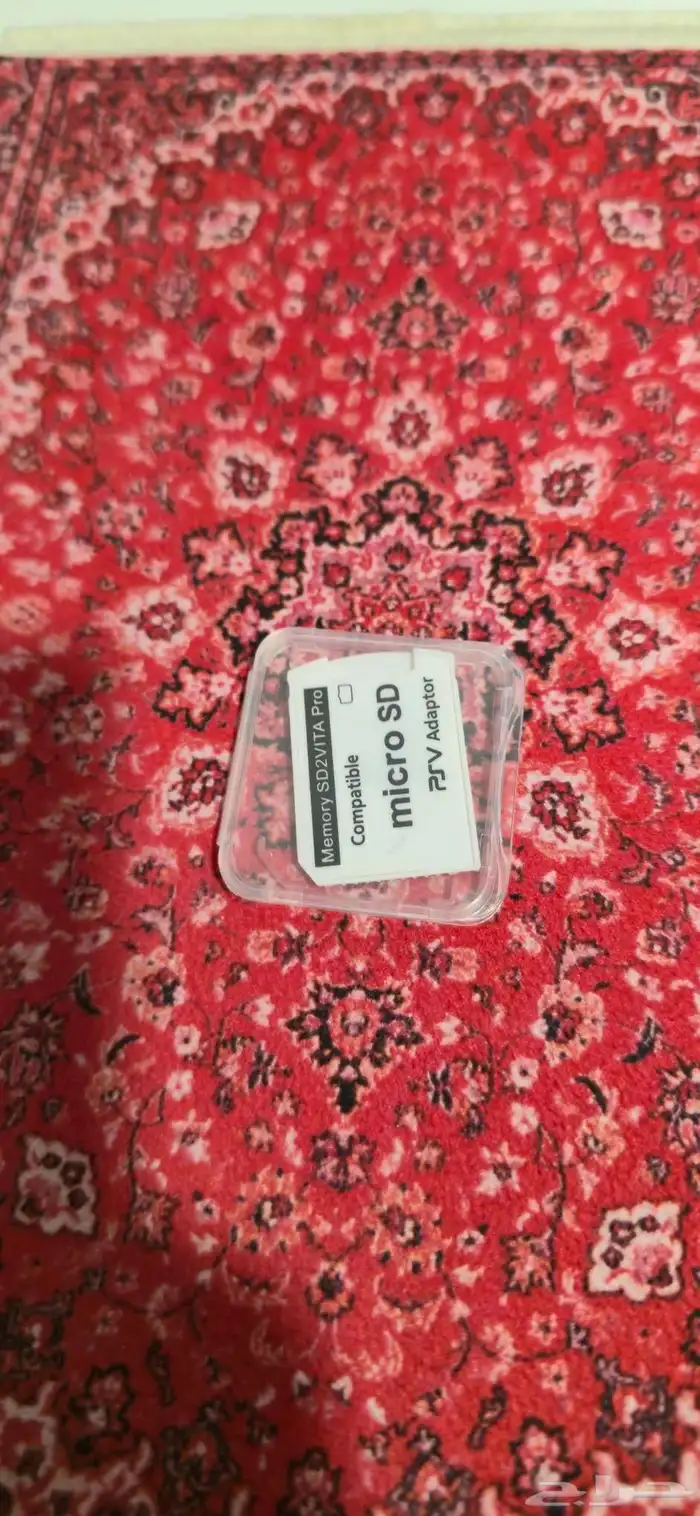 Memory SD2VITA Pro
Compatible
micro SD
PSV Adaptor
حراج